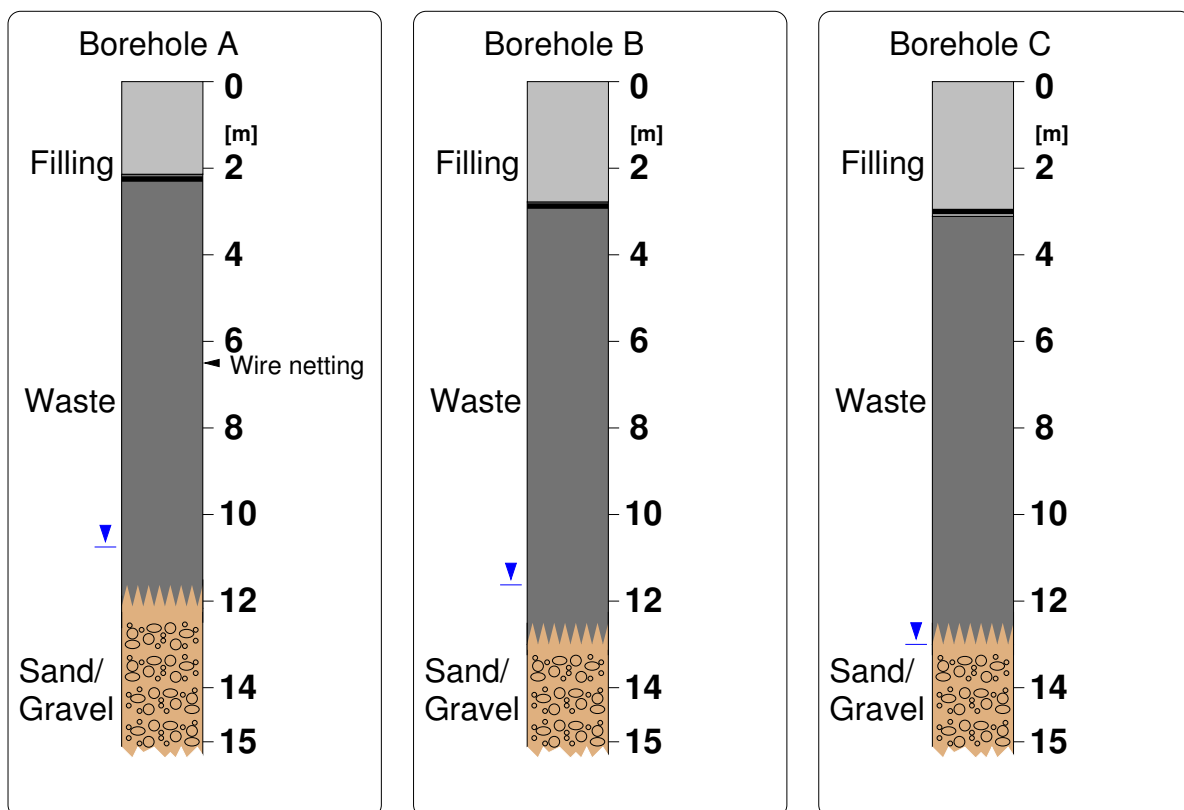 Borehole A
0
[m]
Filling
2
4
6
Wire netting
Waste
8
10
12
Sand/
Gravel
14
15
Borehole B
0
[m]
Filling
2
4
6
Waste
8
10
12
Sand/
Gravel
14
15
Borehole C
0
[m]
Filling
2
4
6
Waste
8
10
12
Sand/
Gravel
14
15